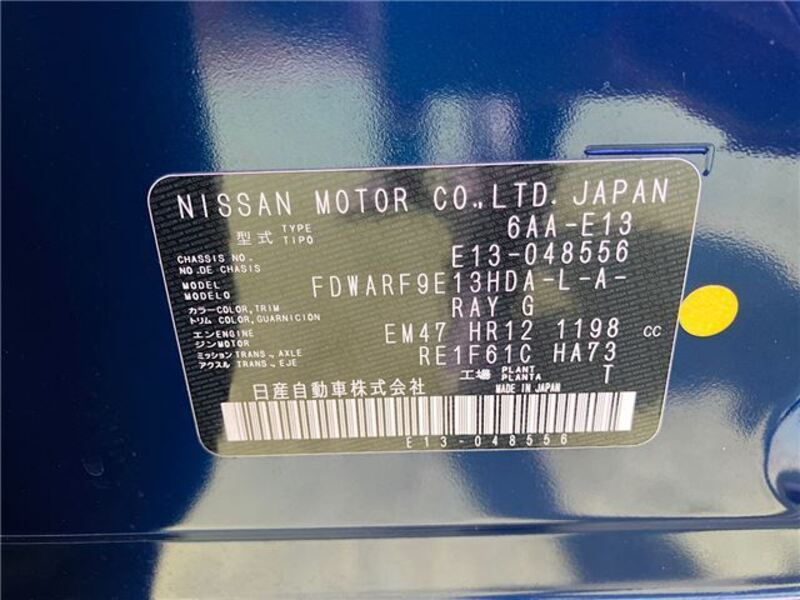 NISSAN MOTOR CO.,LTD. JAPAN
型式 TYPE TIPO 6AA-E13
CHASSIS NO. NO. DE CHASIS E13-048556
MODEL MODELO FDWARF9E13HDA-L-A-
カラー COLOR, TRIM トリム COLOR, GUARNICION RAY G
エンジン ENGINE MOTOR EM47 HR12 1198 CC
ミッション TRANS., AXLE アクスル TRANS., EJE RE1F61C HA73
工場 PLANT PLANTA T
日産自動車株式会社 MADE IN JAPAN
E13-048556